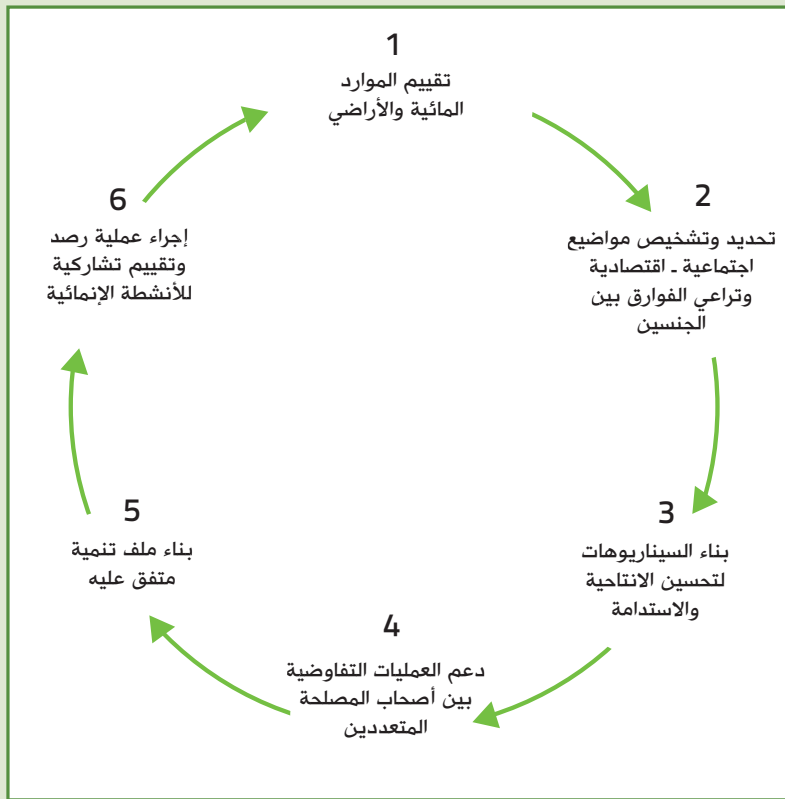 1
تقييم الموارد
المائية والأراضي
2
تحديد وتشخيص مواضيع
اجتماعية ـ اقتصادية
وتراعي الفوارق بين
الجنسين
3
بناء السيناريوهات
لتحسين الانتاجية
والاستدامة
4
دعم العمليات التفاوضية
بين أصحاب المصلحة
المتعددين
5
بناء ملف تنمية
متفق عليه
6
إجراء عملية رصد
وتقييم تشاركية
للأنشطة الإنمائية